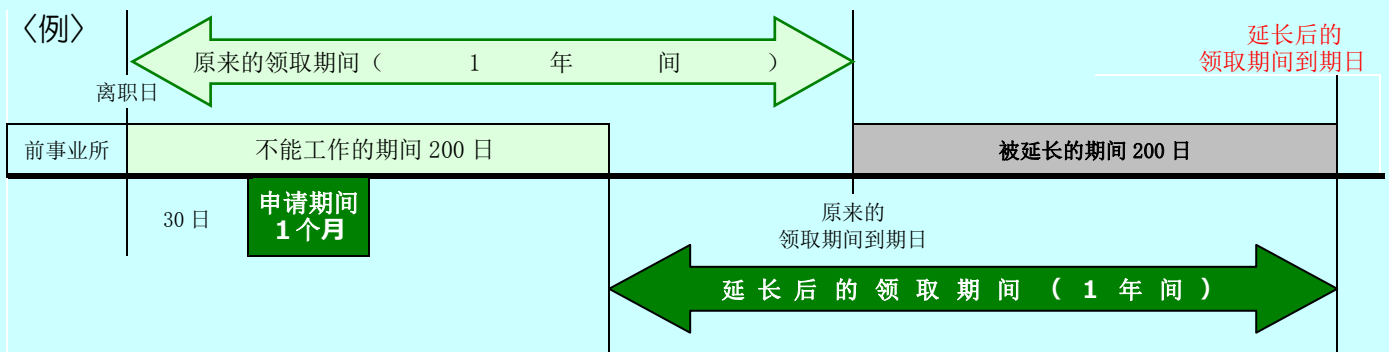 〈例〉
原来的领取期间（ 1 年 间 ）
延长后的
领取期间到期日
离职日
前事业所
不能工作的期间 200 日
被延长的期间 200 日
30 日
申请期间
1 个月
原来的
领取期间到期日
延 长 后 的 领 取 期 间 （ 1 年 间 ）